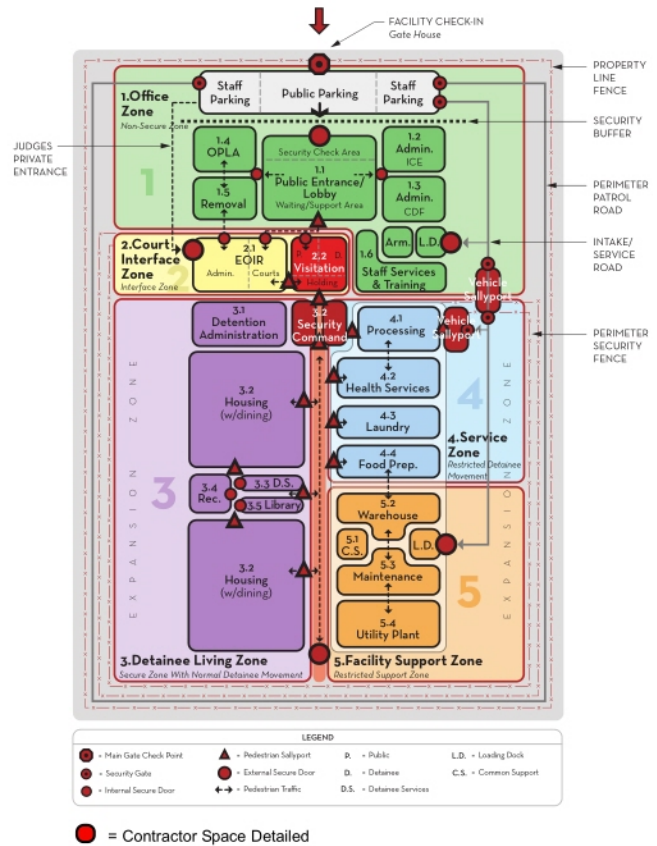 FACILITY CHECK-IN
Gate House
PROPERTY
LINE
FENCE
SECURITY
BUFFER
PERIMETER
PATROL
ROAD
INTAKE/
SERVICE
ROAD
PERIMETER
SECURITY
FENCE
JUDGES
PRIVATE
ENTRANCE
Staff
Parking
Public Parking
Staff
Parking
1.Office
Zone
Non-Secure Zone
1
1.4
OPLA
1.5
Removal
Security Check Area
1.1
Public Entrance/
Lobby
Waiting/Support Area
1.2
Admin.
ICE
1.3
Admin.
CDF
1.6
Arm.
L.D.
Staff Services
& Training
2.Court
Interface
Zone
Interface Zone
2
2.1
EOIR
Admin.
Courts
P.
D.
2.2
Visitation
Holding
Vehicle
Sallyport
Vehicle
Sallyport
3.1
Detention
Administration
3.2
Security
Command
4.1
Processing
4.2
Health Services
4.3
Laundry
4.4
Food Prep.
4
4.Service
Zone
Restricted Detainee
Movement
3.2
Housing
(w/dining)
3
3.4
Rec.
3.3 D.S.
3.5 Library
3.2
Housing
(w/dining)
EXPANSION ZONE
EXPANSION ZONE
5.2
Warehouse
5.1
C.S.
L.D.
5.3
Maintenance
5.4
Utility Plant
5
3.Detainee Living Zone
Secure Zone With Normal Detainee Movement
5.Facility Support Zone
Restricted Support Zone
LEGEND
= Main Gate Check Point
= Security Gate
= Internal Secure Door
= Pedestrian Sallyport
= External Secure Door
= Pedestrian Traffic
P. = Public
D. = Detainee
D.S. = Detainee Services
L.D. = Loading Dock
C.S. = Common Support
= Contractor Space Detailed